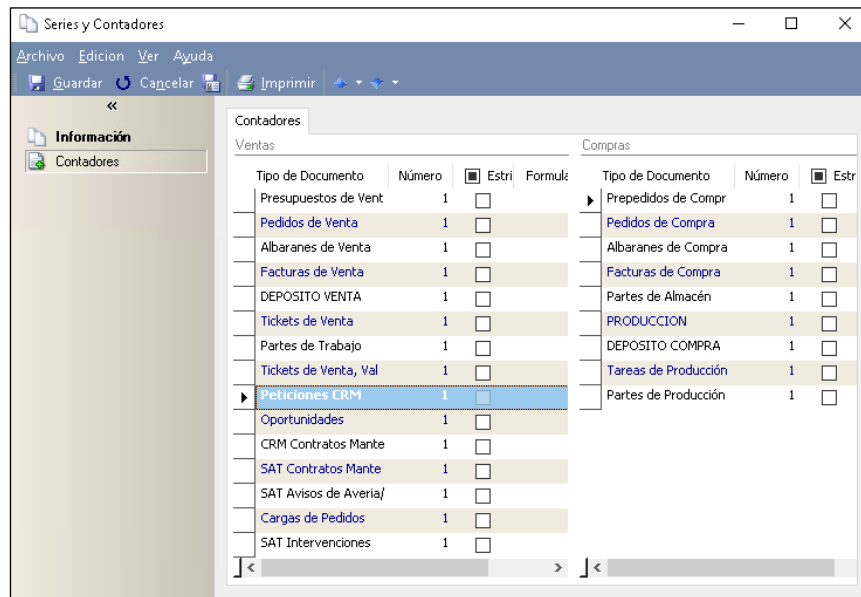 Series y Contadores
Archivo Edicion Ver Ayuda
Guardar Cancelar Imprimir
«
Información
Contadores
Contadores
Ventas
Tipo de Documento Número Estri Formula
Presupuestos de Vent 1
Pedidos de Venta 1
Albaranes de Venta 1
Facturas de Venta 1
DEPOSITO VENTA 1
Tickets de Venta 1
Partes de Trabajo 1
Tickets de Venta, Val 1
Peticiones CRM 1
Oportunidades 1
CRM Contratos Mante 1
SAT Contratos Mante 1
SAT Avisos de Averia/ 1
Cargas de Pedidos 1
SAT Intervenciones 1
Compras
Tipo de Documento Número Estr
Prepedidos de Compr 1
Pedidos de Compra 1
Albaranes de Compra 1
Facturas de Compra 1
Partes de Almacén 1
PRODUCCION 1
DEPOSITO COMPRA 1
Tareas de Producción 1
Partes de Producción 1